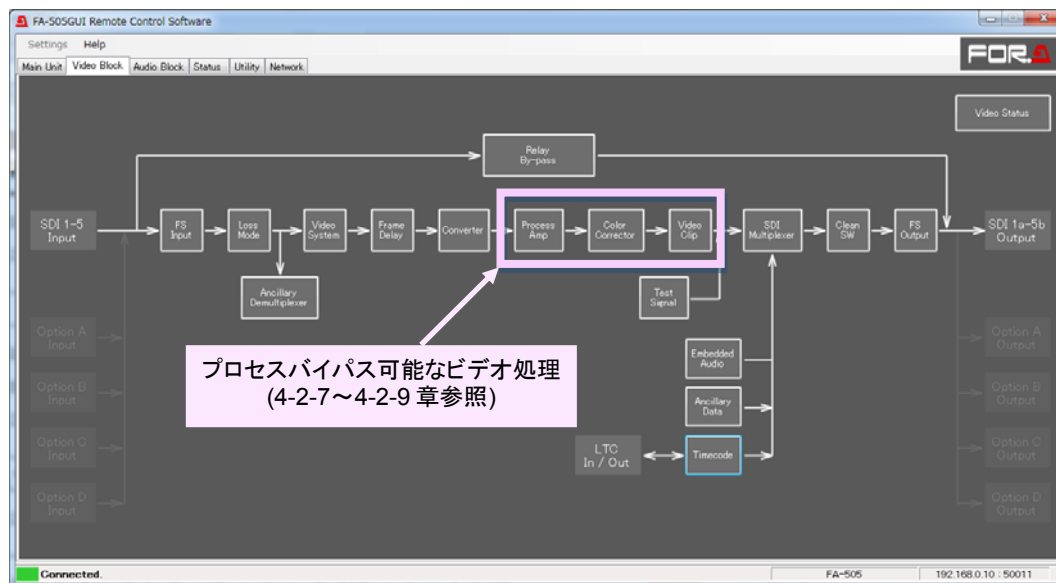 FA-505GUI Remote Control Software
Settings Help
FOR.A
Main Unit Video Block Audio Block Status Utility Network
Video Status
Relay
By-pass
SDI 1-5
Input
FS
Input
Loss
Mode
Video
System
Frame
Delay
Converter
Process
Amp
Color
Corrector
Video
Clip
SDI
Multiplexer
Clean
SW
FS
Output
SDI 1a-5b
Output
Ancillary
Demultiplexer
Test
Signal
Option A
Input
Option A
Output
プロセスバイパス可能なビデオ処理
(4-2-7～4-2-9 章参照)
Embedded
Audio
Option B
Input
Option B
Output
Ancillary
Data
Option C
Input
LTC
In / Out
Timecode
Option C
Output
Option D
Input
Option D
Output
Connected.
FA-505
192.168.0.10 : 50011